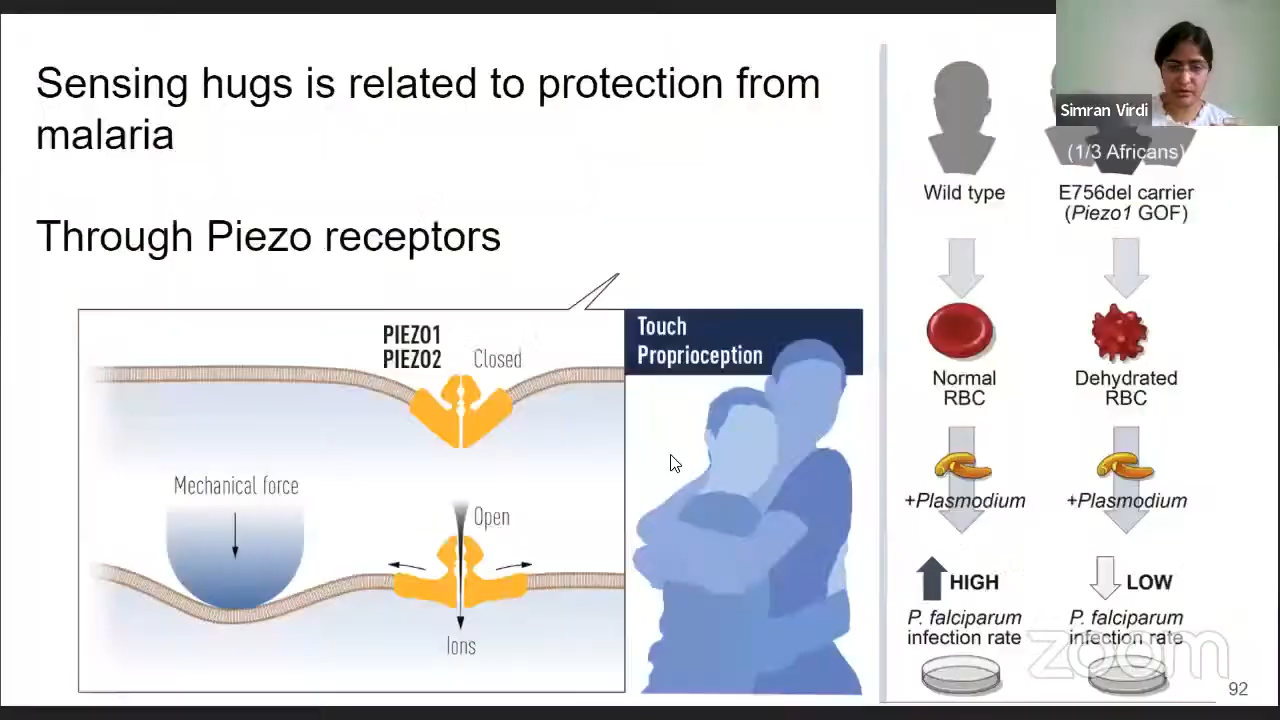 Sensing hugs is related to protection from
malaria
Through Piezo receptors
PIEZO1
PIEZO2
Closed
Touch
Proprioception
Mechanical force
Open
Ions
Simran Virdi
(1/3 Africans)
Wild type
E756del carrier
(Piezo1 GOF)
Normal
RBC
Dehydrated
RBC
+Plasmodium
+Plasmodium
HIGH
LOW
P. falciparum
infection rate
P. falciparum
infection rate
zoom
92